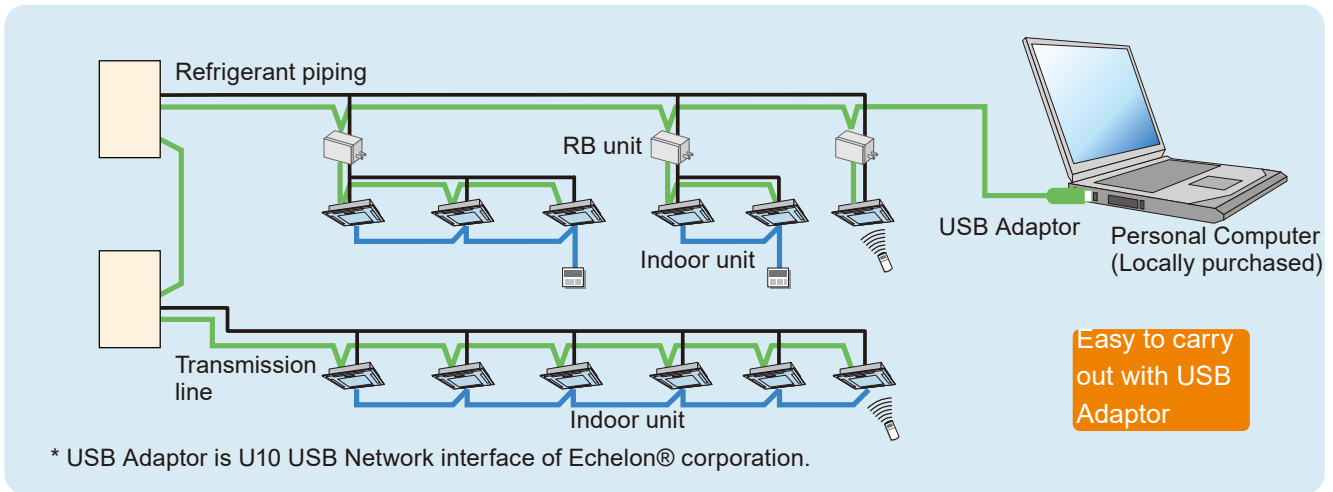 Refrigerant piping
RB unit
USB Adaptor
Personal Computer
(Locally purchased)
Indoor unit
Transmission
line
Indoor unit
Easy to carry
out with USB
Adaptor
* USB Adaptor is U10 USB Network interface of Echelon® corporation.